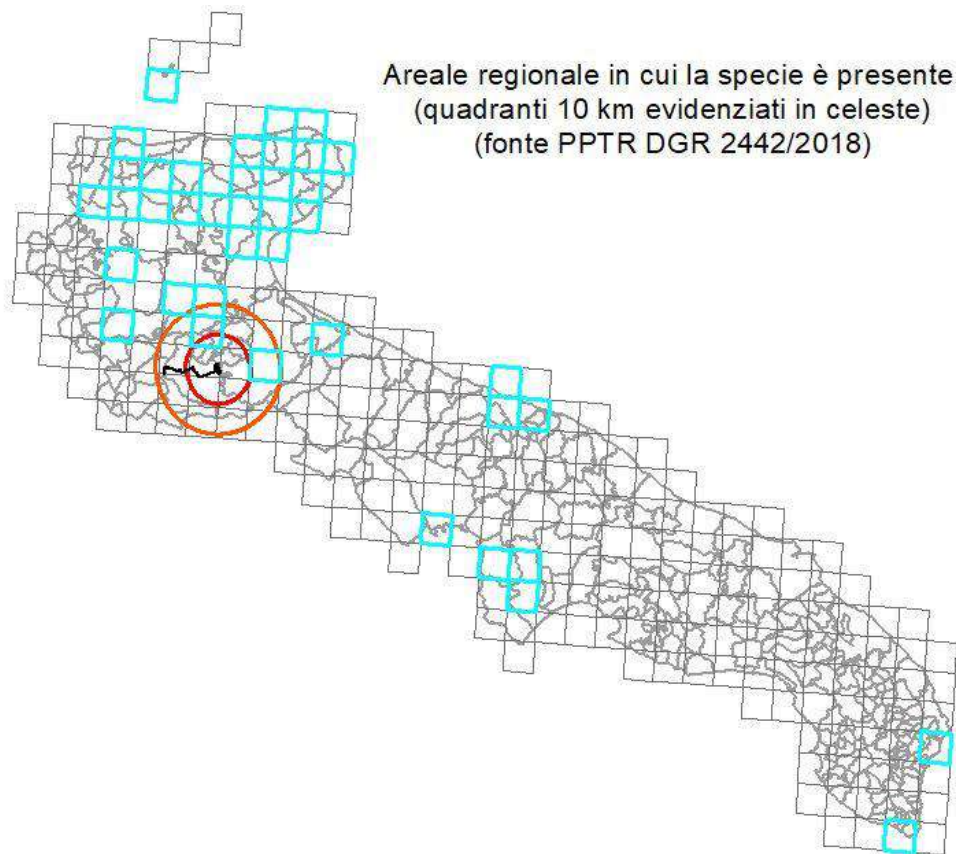 Areale regionale in cui la specie è presente
(quadranti 10 km evidenziati in celeste)
(fonte PPTR DGR 2442/2018)